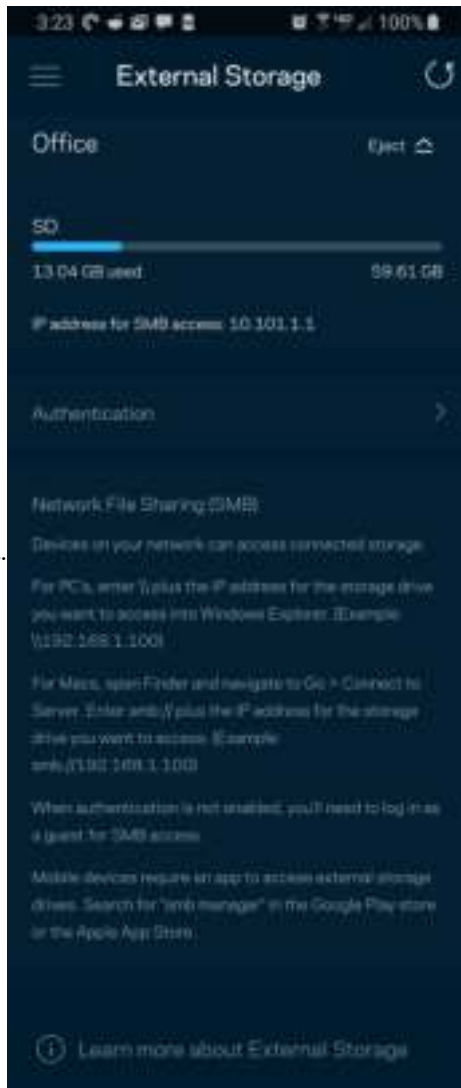 3:23 100%
External Storage
Office Eject
SD
13.04 GB used 59.61 GB
IP address for SMB access: 10.101.1.1
Authentication
Network File Sharing (SMB)
Devices on your network can access connected storage.
For PC's, enter \\ plus the IP address for the storage drive
you want to access into Windows Explorer. (Example:
\\192.168.1.100)
For Macs, open Finder and navigate to Go > Connect to
Server. Enter smb:// plus the IP address for the storage
drive you want to access. (Example:
smb://192.168.1.100)
When authentication is not enabled, you'll need to log in as
a guest for SMB access.
Mobile devices require an app to access external storage
drives. Search for "smb manager" in the Google Play store
or the Apple App Store.
Learn more about External Storage